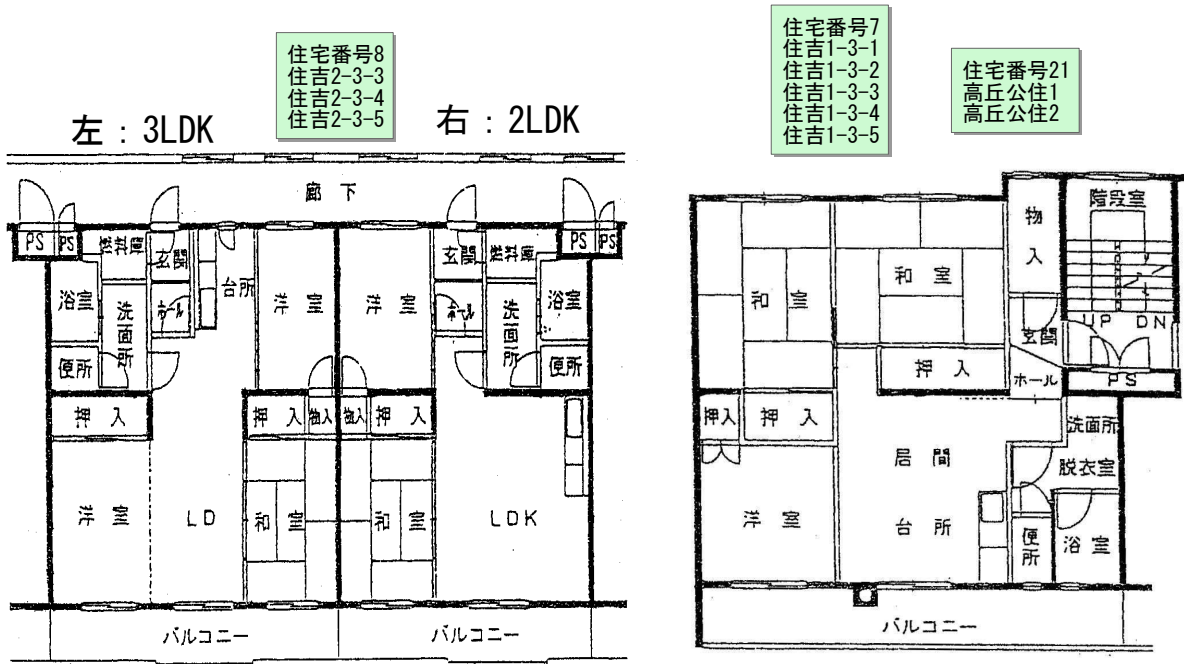 住宅番号8
住吉2-3-3
住吉2-3-4
住吉2-3-5
左：3LDK
右：2LDK
廊下
PS
PS
燃料庫
玄関
台所
洋室
洋室
玄関
燃料庫
PS
PS
浴室
洗面所
ホール
ホール
洗面所
浴室
便所
便所
押入
押入
物入
物入
押入
洋室
LD
和室
和室
LDK
バルコニー
バルコニー
住宅番号7
住吉1-3-1
住吉1-3-2
住吉1-3-3
住吉1-3-4
住吉1-3-5
住宅番号21
高丘公住1
高丘公住2
物入
階段室
和室
和室
玄関
UP DN
押入
ホール
PS
押入
押入
洗面所
脱衣室
居間
台所
洋室
便所
浴室
バルコニー